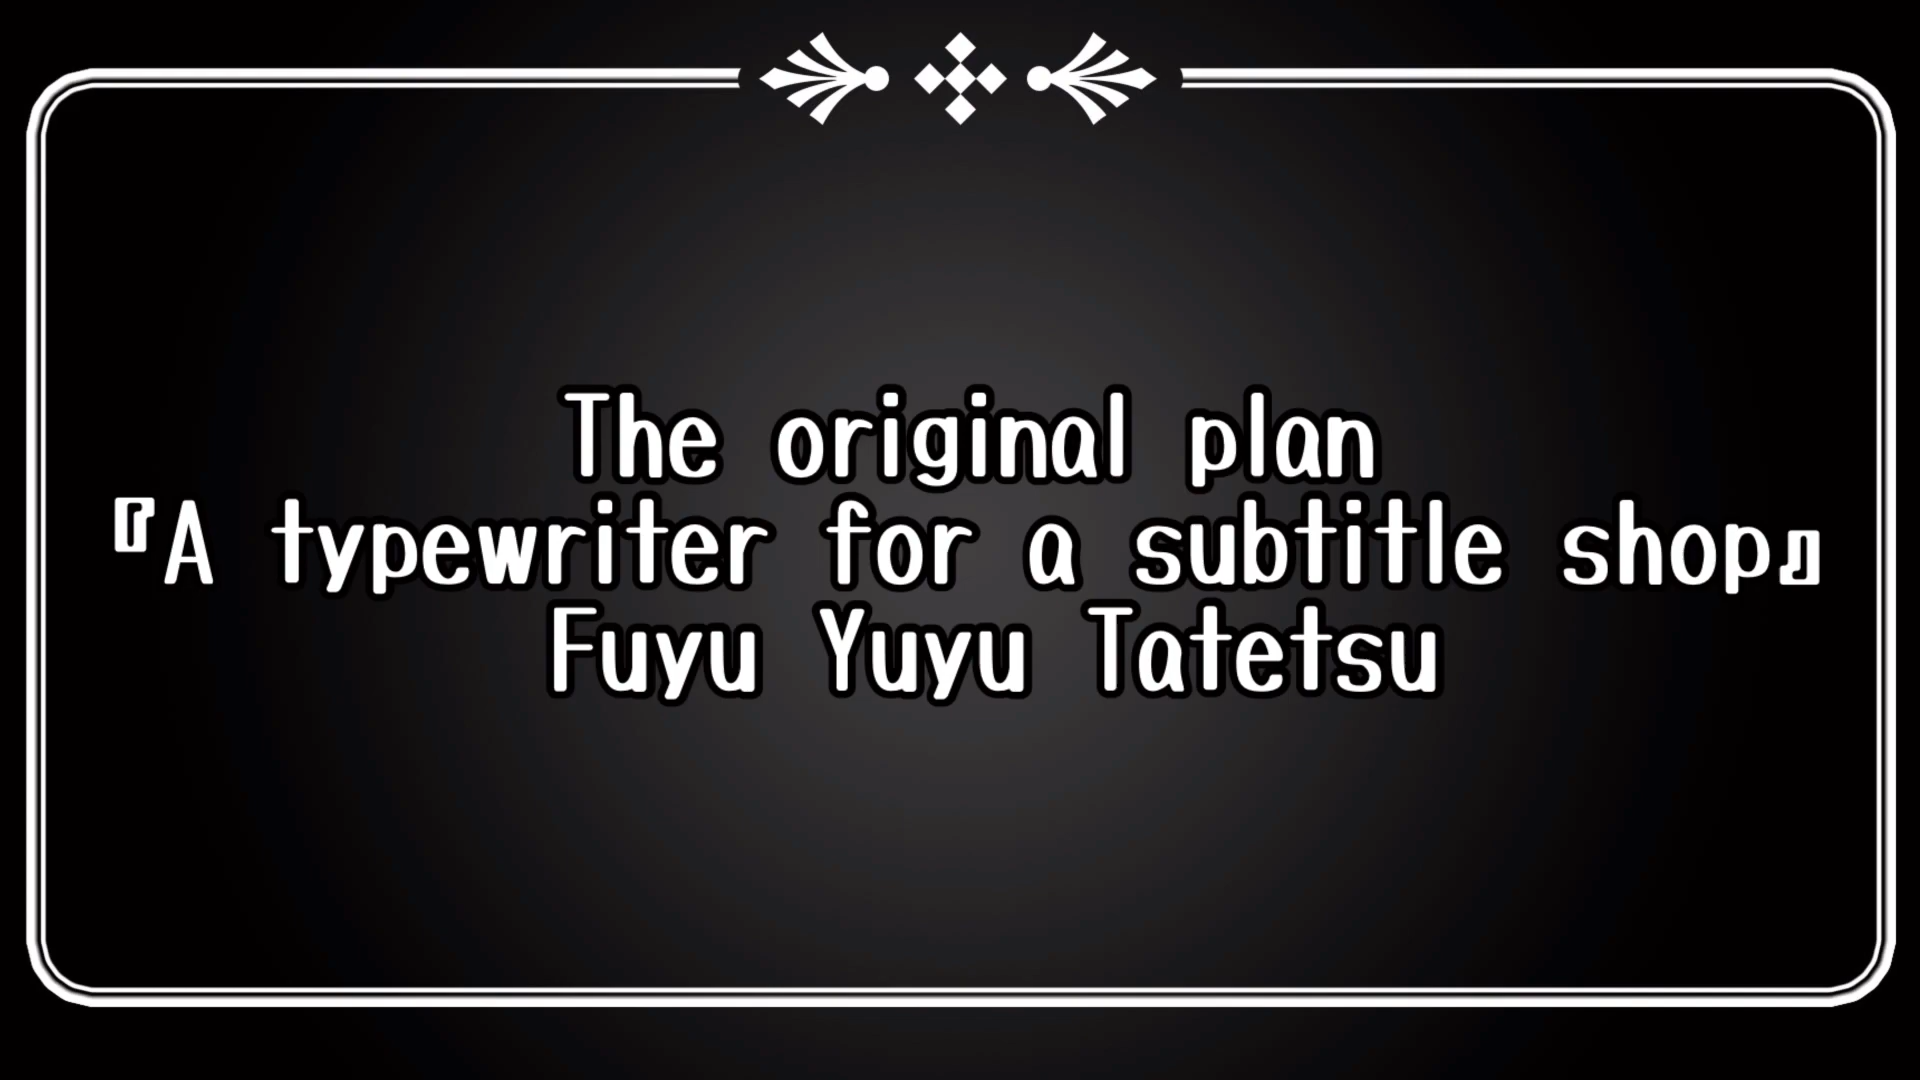 The original plan
『A typewriter for a subtitle shop』
Fuyu Yuyu Tatetsu